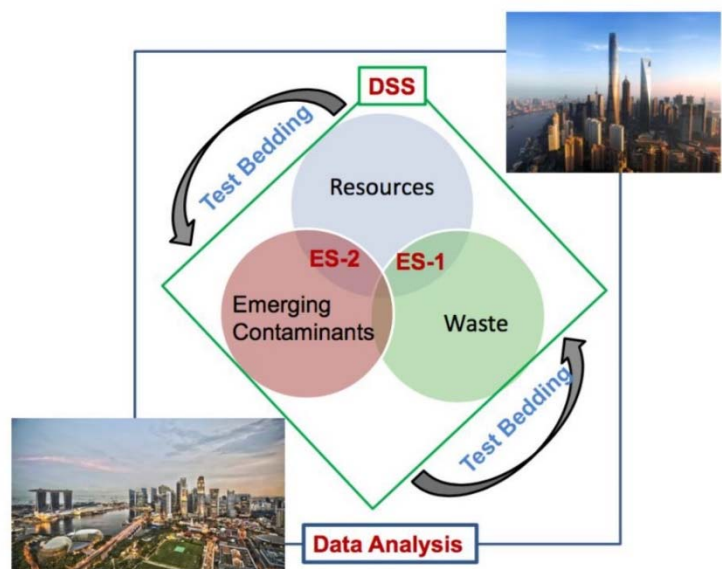 DSS
Test Bedding
Resources
ES-2
ES-1
Emerging
Contaminants
Waste
Test Bedding
Data Analysis